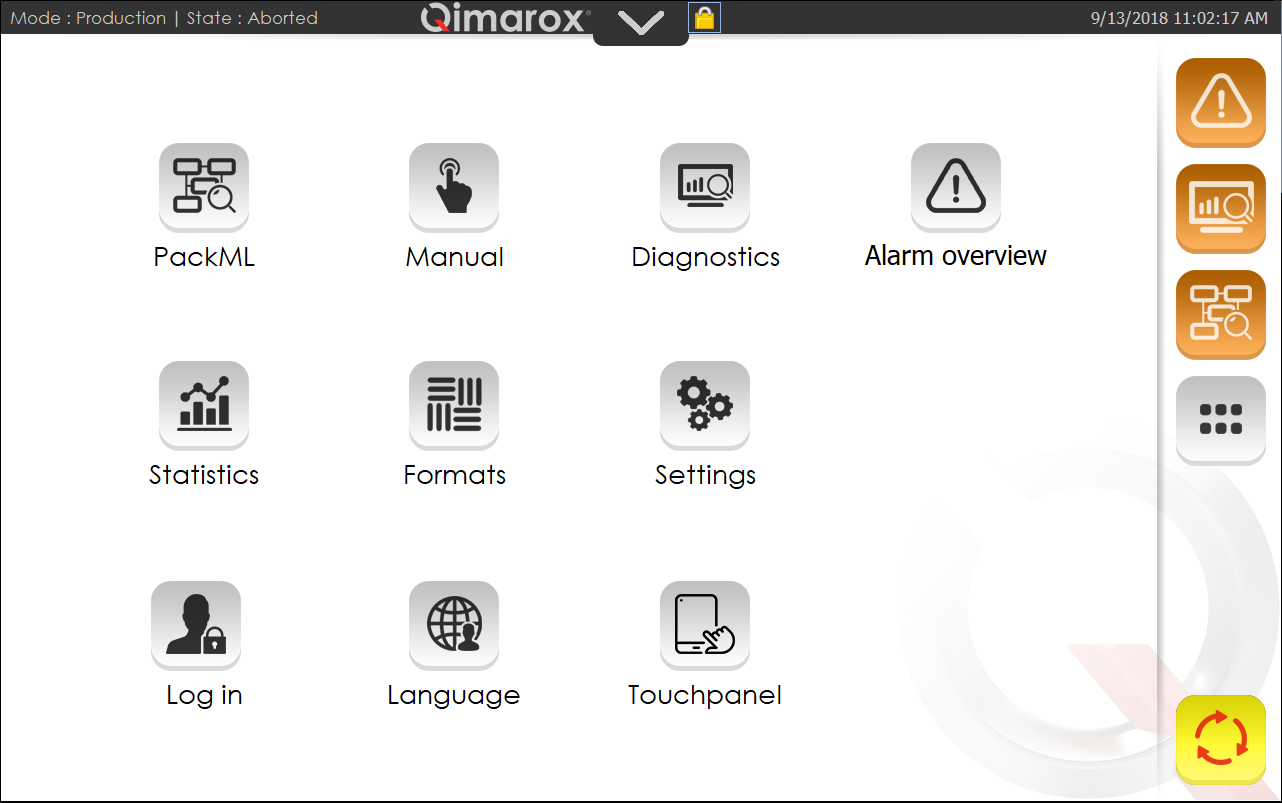 Mode : Production | State : Aborted
Qimarox®
9/13/2018 11:02:17 AM
PackML
Manual
Diagnostics
Alarm overview
Statistics
Formats
Settings
Log in
Language
Touchpanel